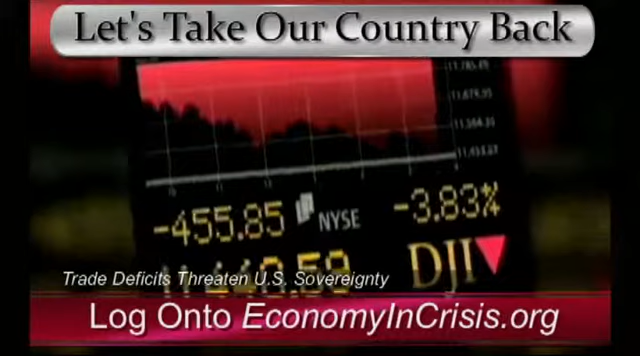 Let's Take Our Country Back
-455.85 NYSE -3.83%
DJI
Trade Deficits Threaten U.S. Sovereignty
Log Onto EconomyInCrisis.org